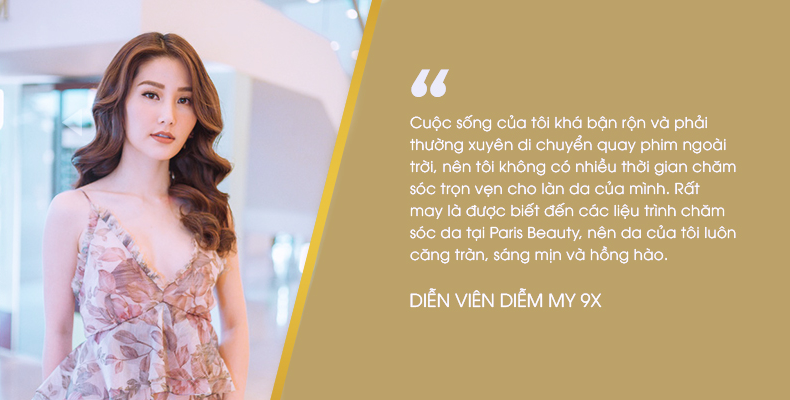 Cuộc sống của tôi khá bận rộn và phải
thường xuyên di chuyển quay phim ngoài
trời, nên tôi không có nhiều thời gian chăm
sóc trọn vẹn cho làn da của mình. Rất
may là được biết đến các liệu trình chăm
sóc da tại Paris Beauty, nên da của tôi luôn
căng tràn, sáng mịn và hồng hào.
DIỄN VIÊN DIỄM MY 9X